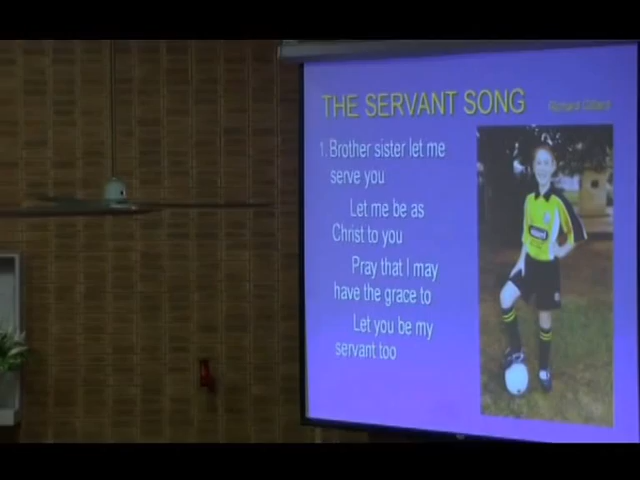 THE SERVANT SONG
Richard Gillard
1. Brother sister let me
serve you
Let me be as
Christ to you
Pray that I may
have the grace to
Let you be my
servant too